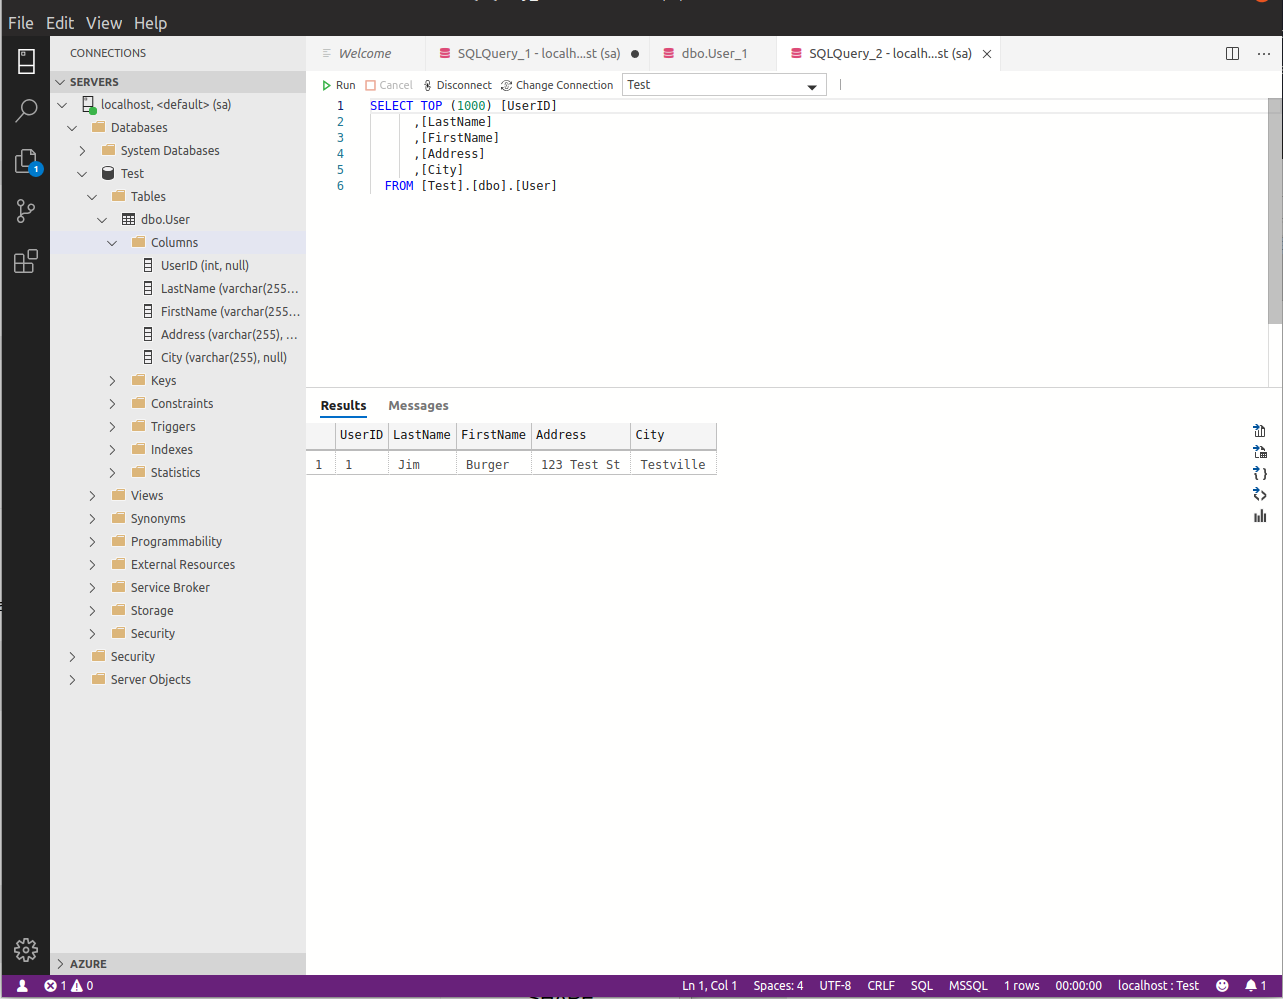 File Edit View Help
CONNECTIONS
Welcome
SQLQuery_1 - localh...st (sa)
dbo.User_1
SQLQuery_2 - localh...st (sa)
SERVERS
localhost, <default> (sa)
Databases
System Databases
Test
Tables
dbo.User
Columns
UserID (int, null)
LastName (varchar(255...
FirstName (varchar(255...
Address (varchar(255), ...
City (varchar(255), null)
Keys
Constraints
Triggers
Indexes
Statistics
Views
Synonyms
Programmability
External Resources
Service Broker
Storage
Security
Security
Server Objects
AZURE
1
Run Cancel Disconnect Change Connection Test
1 SELECT TOP (1000) [UserID]
2 ,[LastName]
3 ,[FirstName]
4 ,[Address]
5 ,[City]
6 FROM [Test].[dbo].[User]
Results Messages
UserID LastName FirstName Address City
1 1 Jim Burger 123 Test St Testville
1 0 Ln 1, Col 1 Spaces: 4 UTF-8 CRLF SQL MSSQL 1 rows 00:00:00 localhost : Test 1